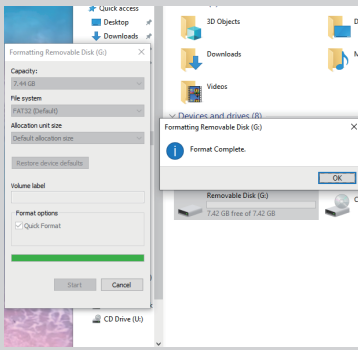 Quick access
Desktop
Downloads
Formatting Removable Disk (G:)
Capacity:
7.44 GB
File system
FAT32 (Default)
Allocation unit size
Default allocation size
Restore device defaults
Volume label
Format options
Quick Format
Start
Cancel
CD Drive (U:)
3D Objects
D
Downloads
M
Videos
Devices and drives (8)
Formatting Removable Disk (G:)
Format Complete.
OK
Removable Disk (G:)
7.42 GB free of 7.42 GB
C